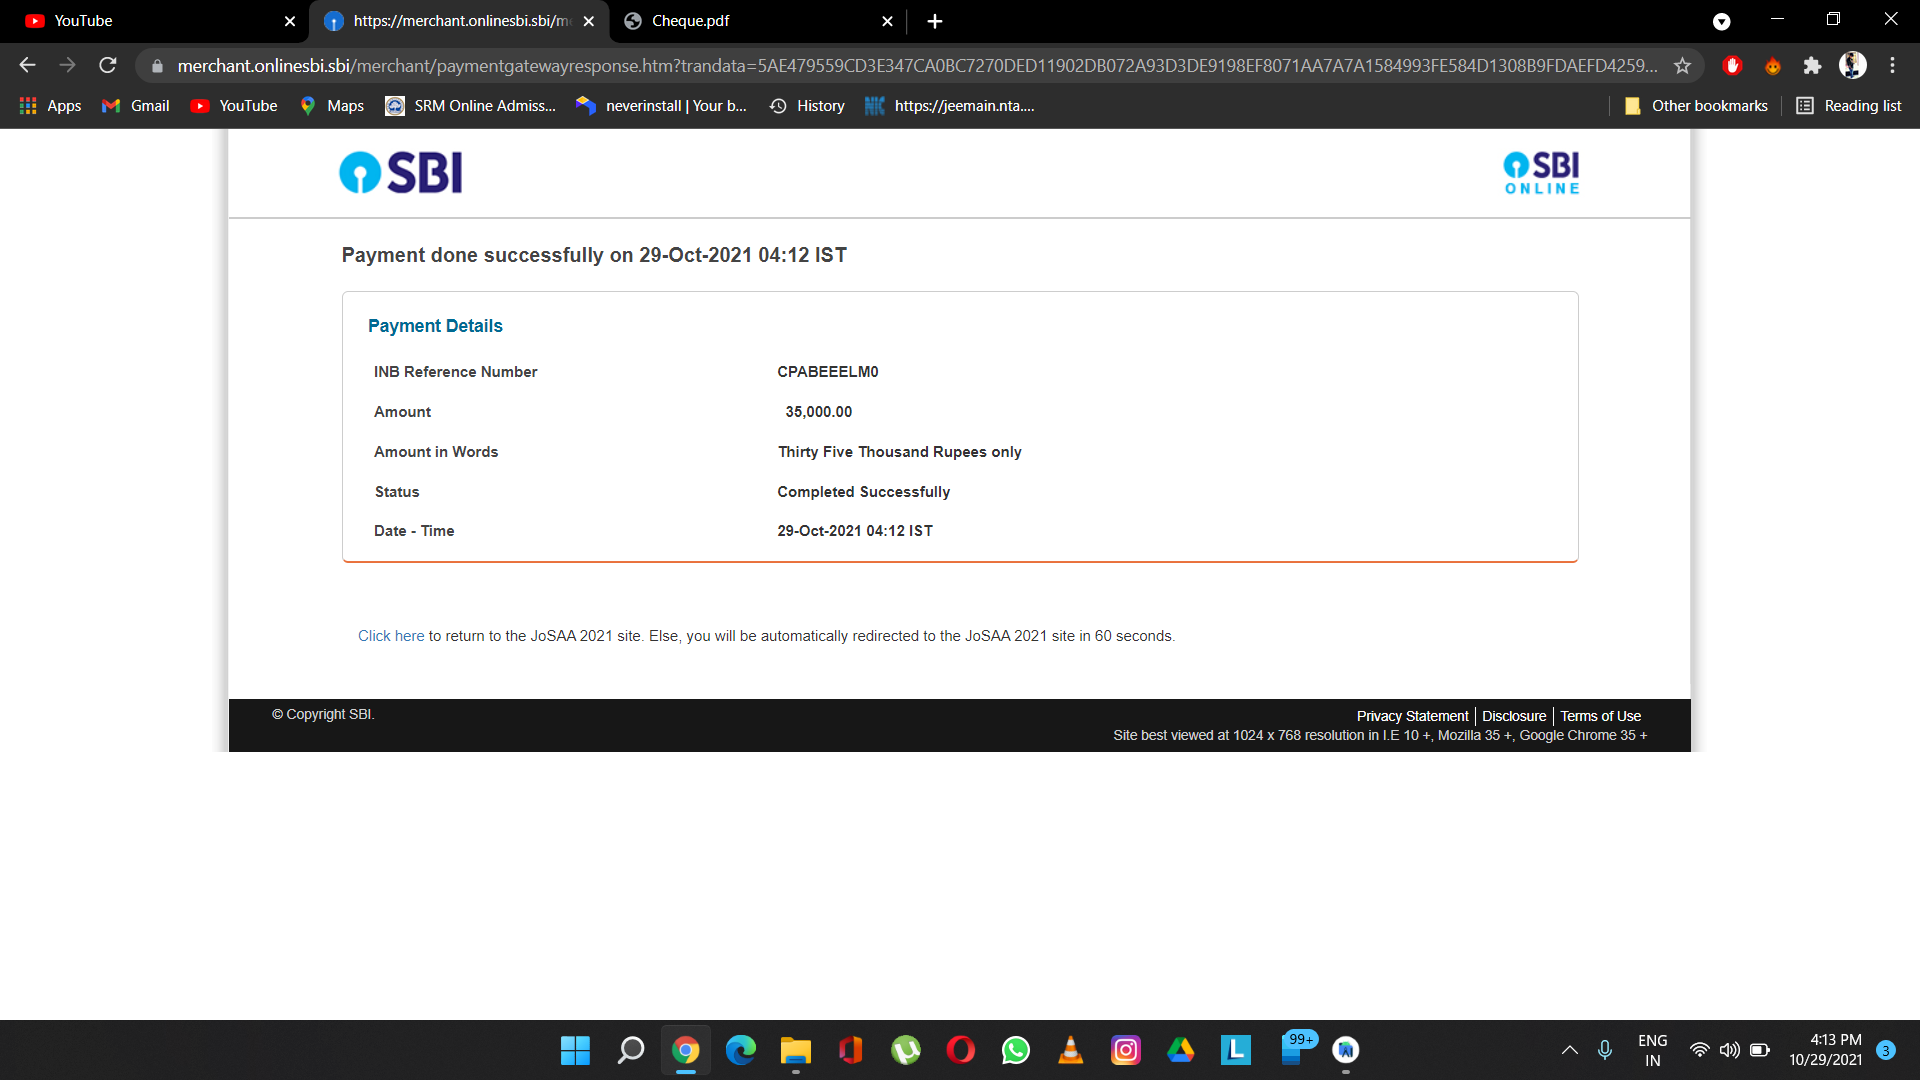 YouTube
https://merchant.onlinesbi.sbi/me
Cheque.pdf
merchant.onlinesbi.sbi/merchant/paymentgatewayresponse.htm?trandata=5AE479559CD3E347CA0BC7270DED11902DB072A93D3DE9198EF8071AA7A7A1584993FE584D1308B9FDAEFD4259...
Apps
Gmail
YouTube
Maps
SRM Online Admiss...
neverinstall | Your b...
History
https://jeemain.nta....
Other bookmarks
Reading list
SBI
SBI
ONLINE
Payment done successfully on 29-Oct-2021 04:12 IST
Payment Details
INB Reference Number CPABEEELM0
Amount 35,000.00
Amount in Words Thirty Five Thousand Rupees only
Status Completed Successfully
Date - Time 29-Oct-2021 04:12 IST
Click here to return to the JoSAA 2021 site. Else, you will be automatically redirected to the JoSAA 2021 site in 60 seconds.
© Copyright SBI.
Privacy Statement | Disclosure | Terms of Use
Site best viewed at 1024 x 768 resolution in I.E 10 +, Mozilla 35 +, Google Chrome 35 +
L
99+
ENG
IN
4:13 PM
10/29/2021
3